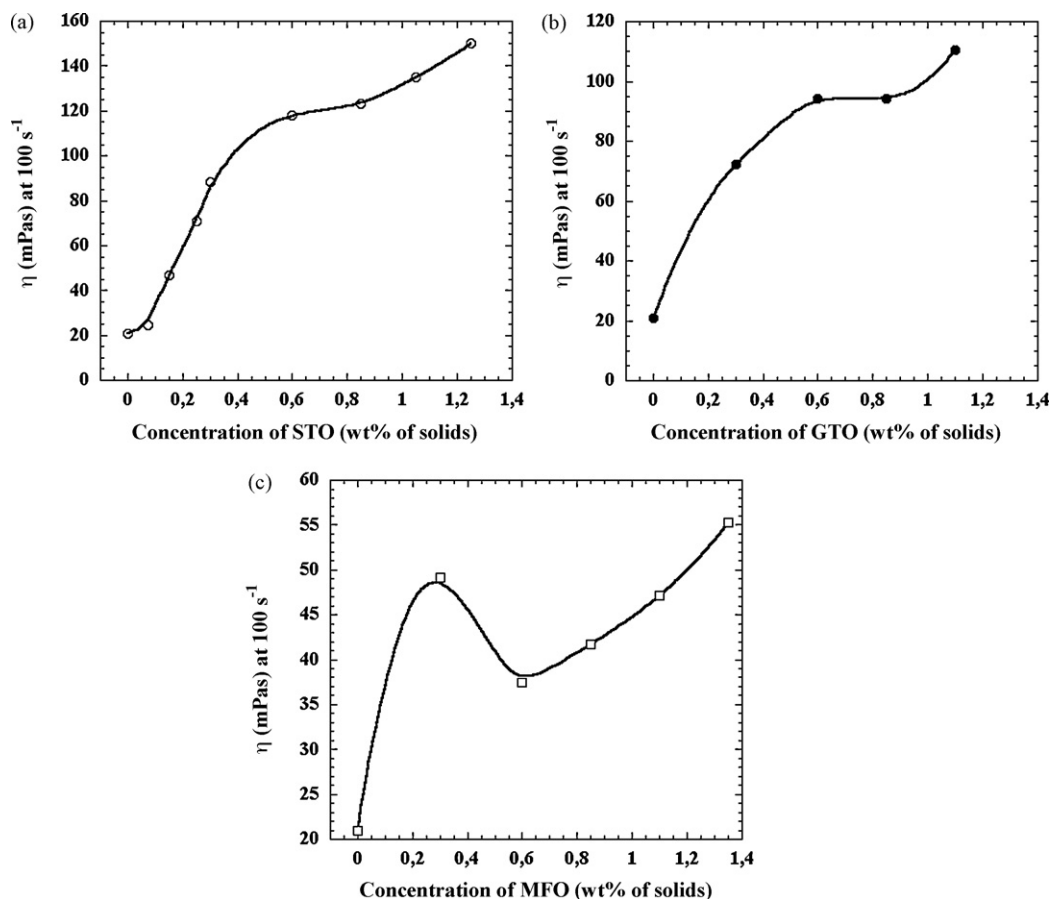 (a)
160
140
120
100
80
60
40
20
0
η (mPas) at 100 s⁻¹
0 0,2 0,4 0,6 0,8 1 1,2 1,4
Concentration of STO (wt% of solids)
(b)
120
100
80
60
40
20
0
η (mPas) at 100 s⁻¹
0 0,2 0,4 0,6 0,8 1 1,2 1,4
Concentration of GTO (wt% of solids)
(c)
60
55
50
45
40
35
30
25
20
η (mPas) at 100 s⁻¹
0 0,2 0,4 0,6 0,8 1 1,2 1,4
Concentration of MFO (wt% of solids)